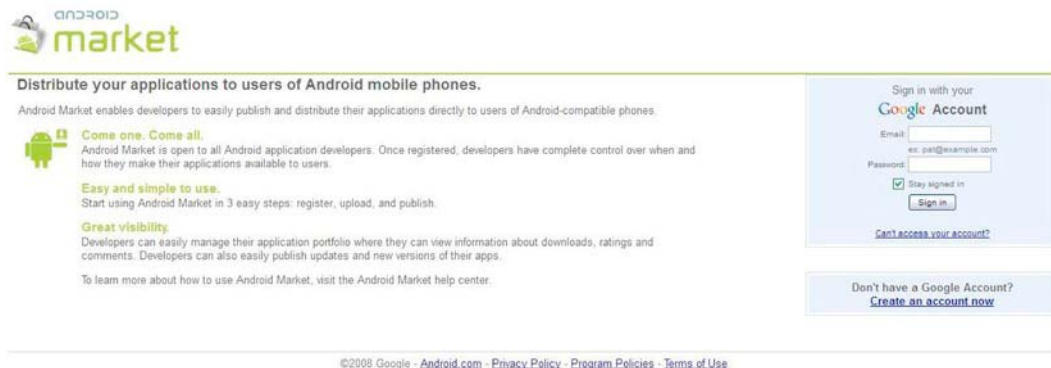 ANDROID
market
Distribute your applications to users of Android mobile phones.
Android Market enables developers to easily publish and distribute their applications directly to users of Android-compatible phones.
Come one. Come all.
Android Market is open to all Android application developers. Once registered, developers have complete control over when and
how they make their applications available to users.
Easy and simple to use.
Start using Android Market in 3 easy steps: register, upload, and publish.
Great visibility.
Developers can easily manage their application portfolio where they can view information about downloads, ratings and
comments. Developers can also easily publish updates and new versions of their apps.
To learn more about how to use Android Market, visit the Android Market help center.
Sign in with your
Google Account
Email:
ex: pat@example.com
Password:
Stay signed in
Sign in
Can't access your account?
Don't have a Google Account?
Create an account now
©2008 Google - Android.com - Privacy Policy - Program Policies - Terms of Use